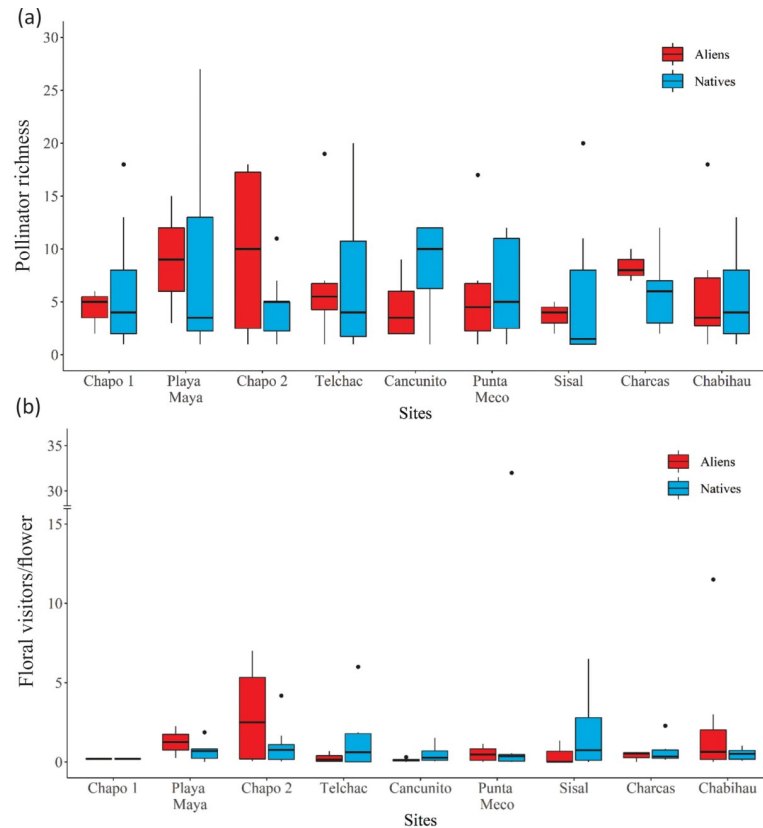 (a)
30
25
20
15
10
5
0
Pollinator richness
Aliens
Natives
Chapo 1 Playa Maya Chapo 2 Telchac Cancunito Punta Meco Sisal Charcas Chabihau
Sites
(b)
35
30
15
10
5
0
Floral visitors/flower
Aliens
Natives
Chapo 1 Playa Maya Chapo 2 Telchac Cancunito Punta Meco Sisal Charcas Chabihau
Sites